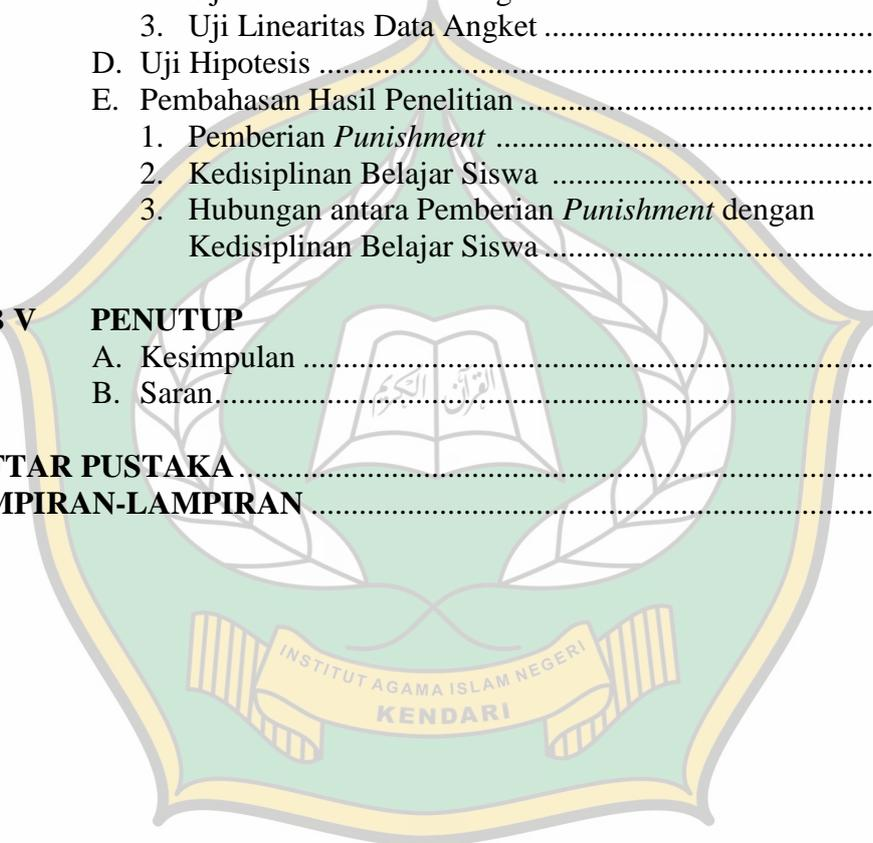 3. Uji Linearitas Data Angket ........................................
D. Uji Hipotesis ........................................
E. Pembahasan Hasil Penelitian ........................................
1. Pemberian Punishment ........................................
2. Kedisiplinan Belajar Siswa ........................................
3. Hubungan antara Pemberian Punishment dengan
Kedisiplinan Belajar Siswa ........................................
V PENUTUP
A. Kesimpulan ........................................
B. Saran ........................................
TAR PUSTAKA ........................................
MPIRAN-LAMPIRAN ........................................
القرآن الكريم
INSTITUT AGAMA ISLAM NEGERI
KENDARI